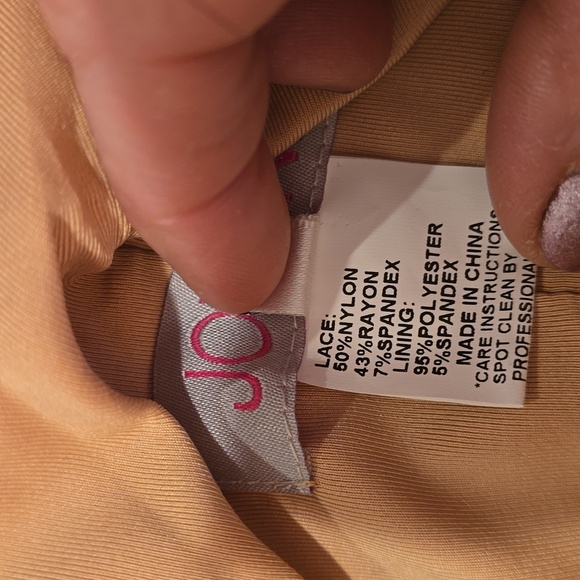 JO
LACE:
50%NYLON
43%RAYON
7%SPANDEX
LINING:
95%POLYESTER
5%SPANDEX
MADE IN CHINA
*CARE INSTRUCTIONS
SPOT CLEAN BY
PROFESSIONA